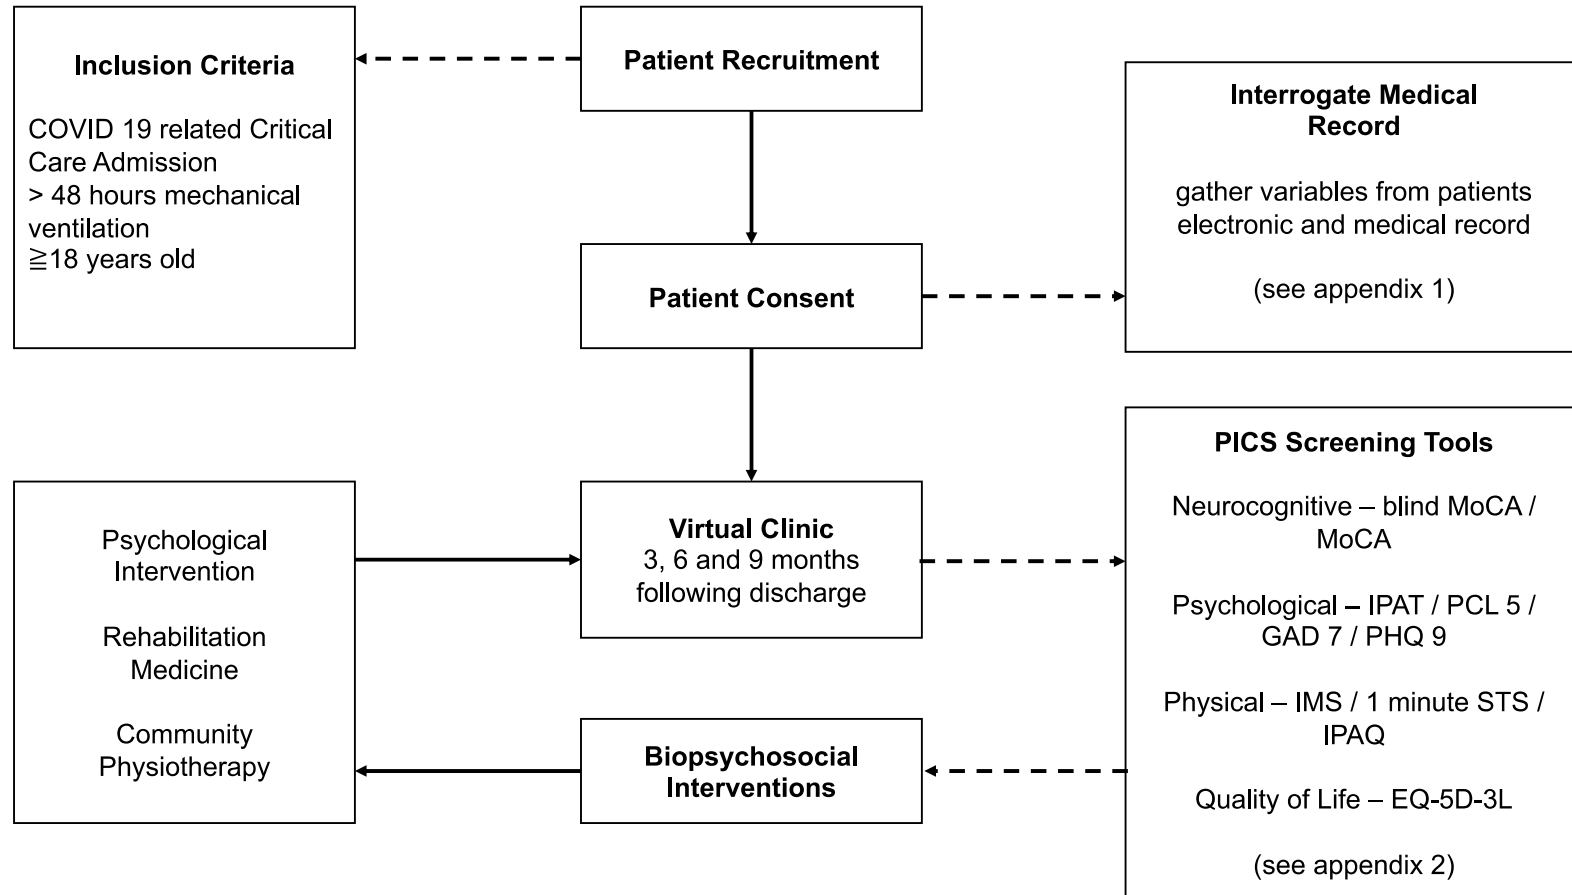 Inclusion Criteria
COVID 19 related Critical
Care Admission
> 48 hours mechanical
ventilation
≧18 years old
Patient Recruitment
Interrogate Medical
Record
gather variables from patients
electronic and medical record
(see appendix 1)
Patient Consent
Psychological
Intervention
Rehabilitation
Medicine
Community
Physiotherapy
Virtual Clinic
3, 6 and 9 months
following discharge
PICS Screening Tools
Neurocognitive – blind MoCA /
MoCA
Psychological – IPAT / PCL 5 /
GAD 7 / PHQ 9
Physical – IMS / 1 minute STS /
IPAQ
Quality of Life – EQ-5D-3L
(see appendix 2)
Biopsychosocial
Interventions